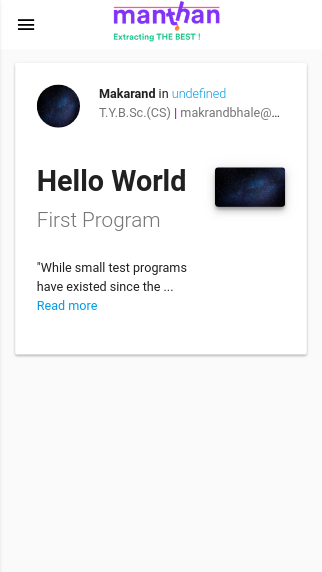 manthan
Extracting THE BEST !
Makarand in undefined
T.Y.B.Sc.(CS) | makrandbhale@...
Hello World
First Program
"While small test programs
have existed since the ...
Read more